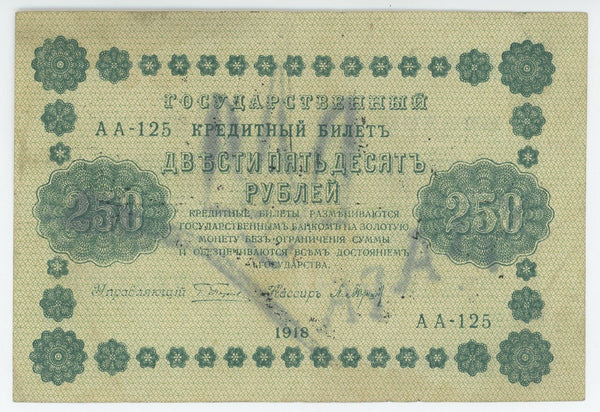 ГОСУДАРСТВЕННЫЙ
АА-125 КРЕДИТНЫЙ БИЛЕТЪ
ДВѢСТИ ПЯТЬДЕСЯТЪ
РУБЛЕЙ
250 250
КРЕДИТНЫЕ БИЛЕТЫ РАЗМѢНИВАЮТСЯ
ГОСУДАРСТВЕННЫМЪ БАНКОМЪ НА ЗОЛОТУЮ
МОНЕТУ БЕЗЪ ОГРАНИЧЕНІЯ СУММЫ
И ОБЕЗПЕЧИВАЮТСЯ ВСѢМЪ ДОСТОЯНІЕМЪ
ГОСУДАРСТВА.
Управляющій Кассиръ
1918
АА-125